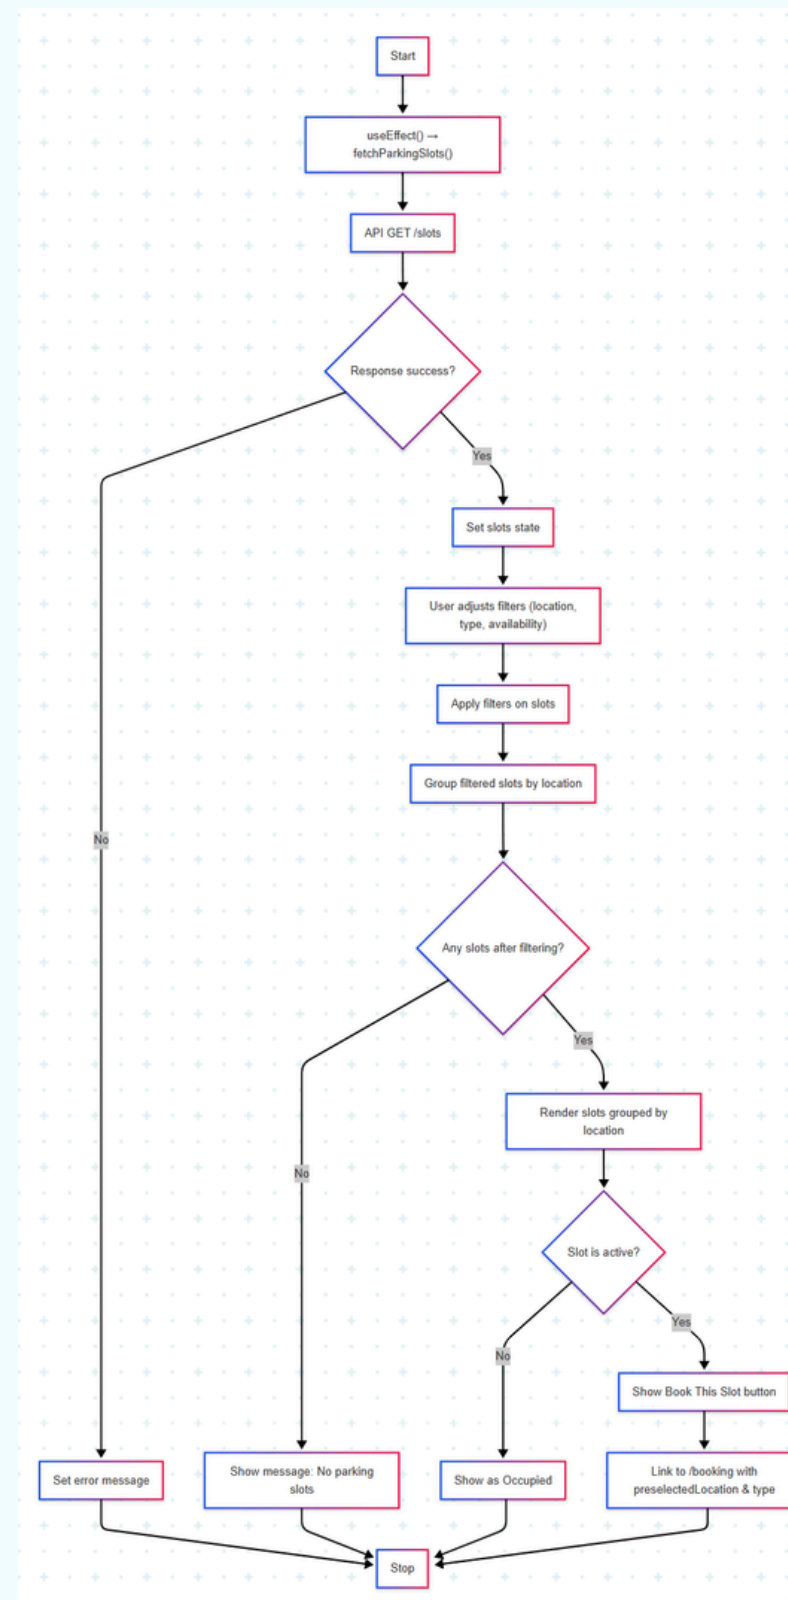 Start
useEffect() →
fetchParkingSlots()
API GET /slots
Response success?
Yes
Set slots state
User adjusts filters (location,
type, availability)
Apply filters on slots
Group filtered slots by location
No
Any slots after filtering?
Yes
Render slots grouped by
location
No
Slot is active?
Yes
No
Show Book This Slot button
Set error message
Show message: No parking
slots
Show as Occupied
Link to /booking with
preselectedLocation & type
Stop